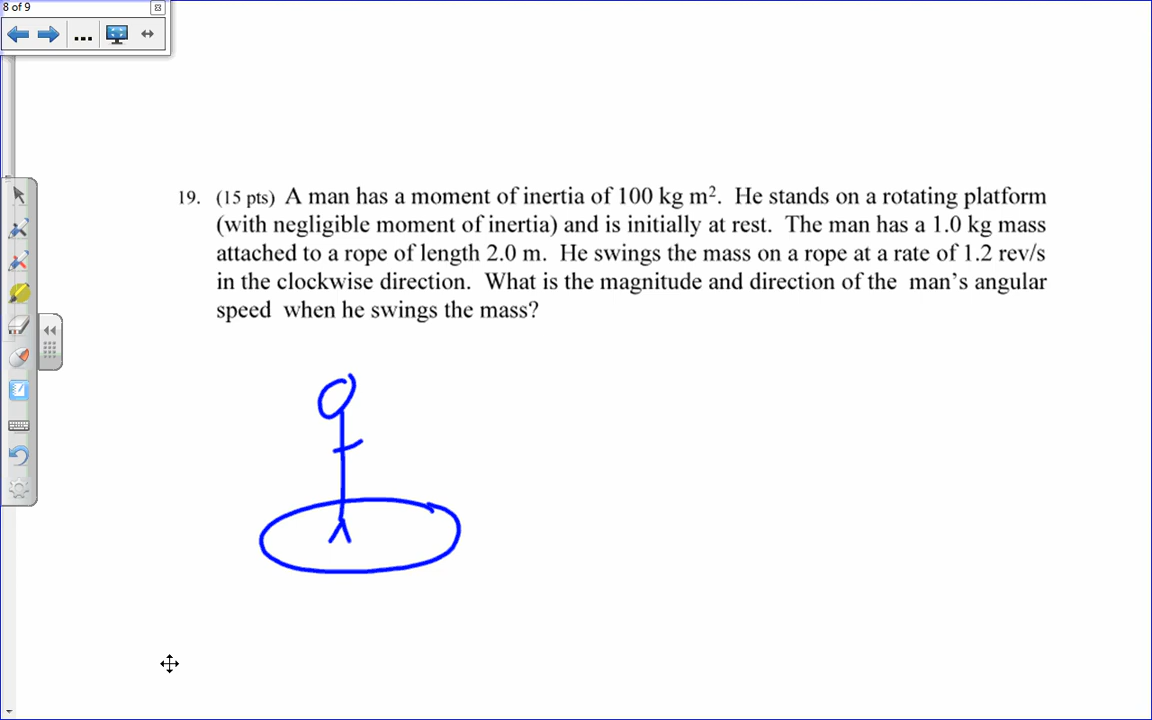 8 of 9
19. (15 pts) A man has a moment of inertia of 100 kg m². He stands on a rotating platform
(with negligible moment of inertia) and is initially at rest. The man has a 1.0 kg mass
attached to a rope of length 2.0 m. He swings the mass on a rope at a rate of 1.2 rev/s
in the clockwise direction. What is the magnitude and direction of the man's angular
speed when he swings the mass?